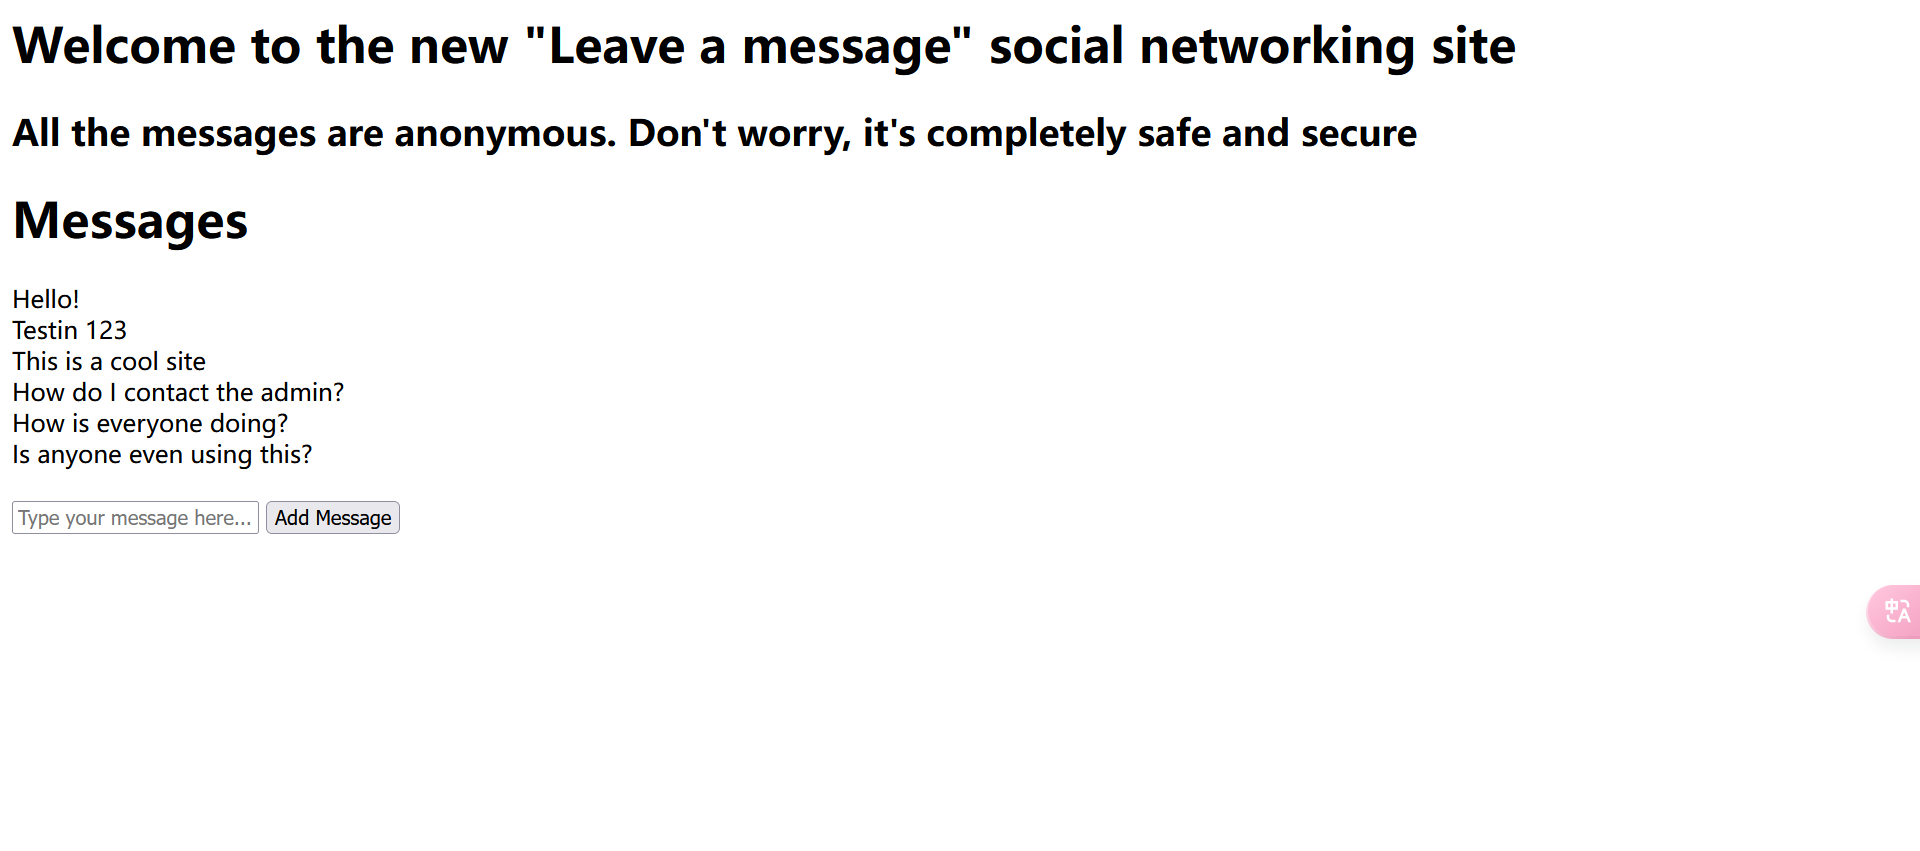 Welcome to the new "Leave a message" social networking site
All the messages are anonymous. Don't worry, it's completely safe and secure
Messages
Hello!
Testin 123
This is a cool site
How do I contact the admin?
How is everyone doing?
Is anyone even using this?
Type your message here... Add Message
中A